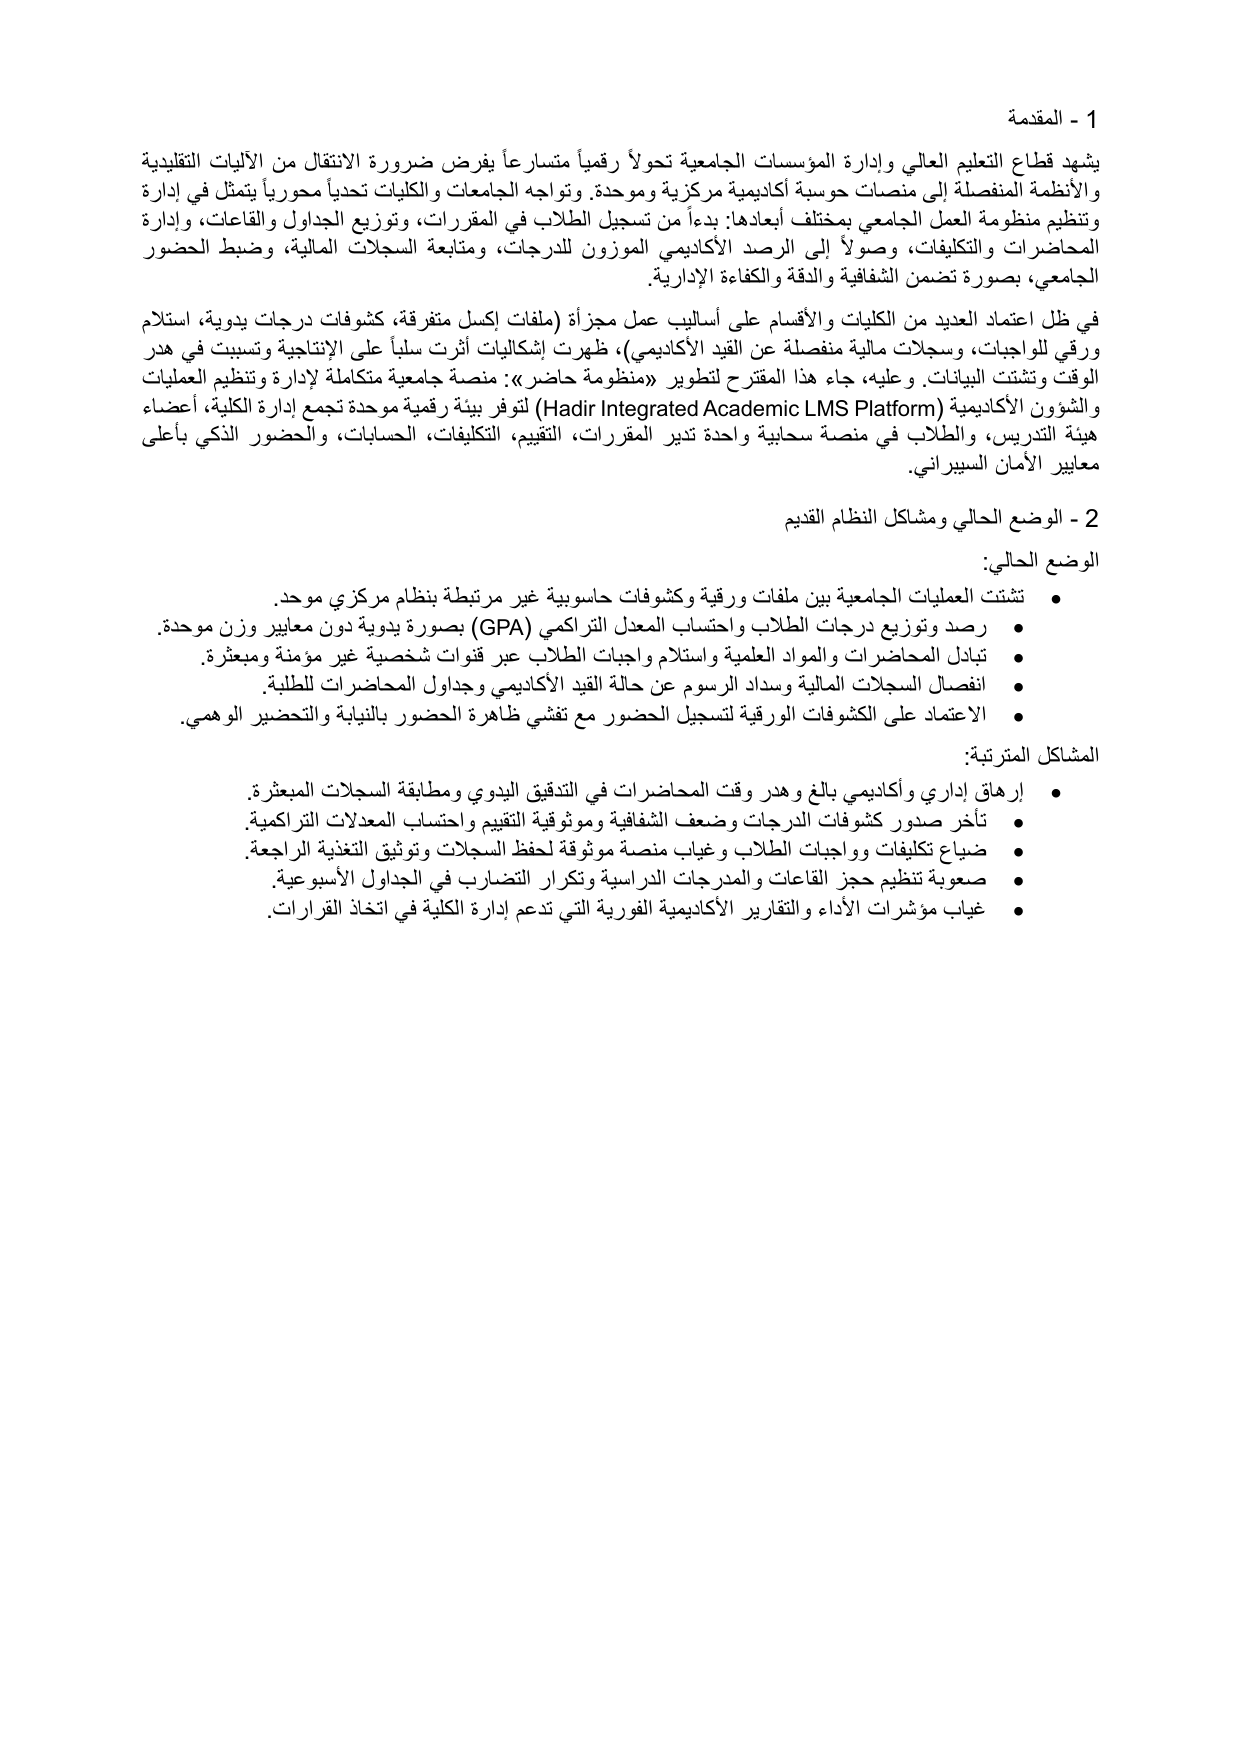 1 - المقدمة
يشهد قطاع التعليم العالي وإدارة المؤسسات الجامعية تحولاً رقمياً متسارعاً يفرض ضرورة الانتقال من الآليات التقليدية
والأنظمة المنفصلة إلى منصات حوسبة أكاديمية مركزية وموحدة. وتواجه الجامعات والكليات تحدياً محورياً يتمثل في إدارة
وتنظيم منظومة العمل الجامعي بمختلف أبعادها: بدءاً من تسجيل الطلاب في المقررات، وتوزيع الجداول والقاعات، وإدارة
المحاضرات والتكليفات، وصولاً إلى الرصد الأكاديمي الموزون للدرجات، ومتابعة السجلات المالية، وضبط الحضور
الجامعي، بصورة تضمن الشفافية والدقة والكفاءة الإدارية.
في ظل اعتماد العديد من الكليات والأقسام على أساليب عمل مجزأة (ملفات إكسل متفرقة، كشوفات درجات يدوية، استلام
ورقي للواجبات، وسجلات مالية منفصلة عن القيد الأكاديمي)، ظهرت إشكاليات أثرت سلباً على الإنتاجية وتسببت في هدر
الوقت وتشتت البيانات. وعليه، جاء هذا المقترح لتطوير «منظومة حاضر»: منصة جامعية متكاملة لإدارة وتنظيم العمليات
والشؤون الأكاديمية (Hadir Integrated Academic LMS Platform) لتوفر بيئة رقمية موحدة تجمع إدارة الكلية، أعضاء
هيئة التدريس، والطلاب في منصة سحابية واحدة تدير المقررات، التقييم، التكليفات، الحسابات، والحضور الذكي بأعلى
معايير الأمان السيبراني.
2 - الوضع الحالي ومشاكل النظام القديم
الوضع الحالي:
● تشتت العمليات الجامعية بين ملفات ورقية وكشوفات حاسوبية غير مرتبطة بنظام مركزي موحد.
● رصد وتوزيع درجات الطلاب واحتساب المعدل التراكمي (GPA) بصورة يدوية دون معايير وزن موحدة.
● تبادل المحاضرات والمواد العلمية واستلام واجبات الطلاب عبر قنوات شخصية غير مؤمنة ومبعثرة.
● انفصال السجلات المالية وسداد الرسوم عن حالة القيد الأكاديمي وجداول المحاضرات للطلبة.
● الاعتماد على الكشوفات الورقية لتسجيل الحضور مع تفشي ظاهرة الحضور بالنيابة والتحضير الوهمي.
المشاكل المترتبة:
● إرهاق إداري وأكاديمي بالغ وهدر وقت المحاضرات في التدقيق اليدوي ومطابقة السجلات المبعثرة.
● تأخر صدور كشوفات الدرجات وضعف الشفافية وموثوقية التقييم واحتساب المعدلات التراكمية.
● ضياع تكليفات وواجبات الطلاب وغياب منصة موثوقة لحفظ السجلات وتوثيق التغذية الراجعة.
● صعوبة تنظيم حجز القاعات والمدرجات الدراسية وتكرار التضارب في الجداول الأسبوعية.
● غياب مؤشرات الأداء والتقارير الأكاديمية الفورية التي تدعم إدارة الكلية في اتخاذ القرارات.